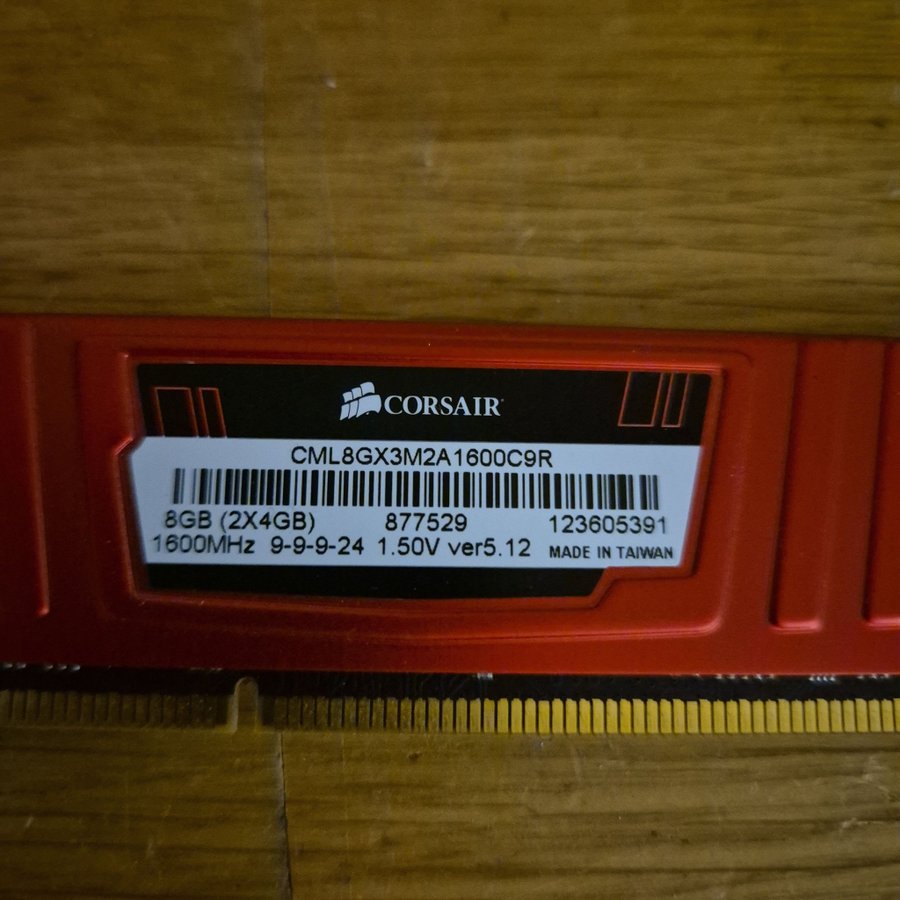 CORSAIR
CML8GX3M2A1600C9R
8GB (2X4GB) 877529 123605391
1600MHz 9-9-9-24 1.50V ver5.12 MADE IN TAIWAN